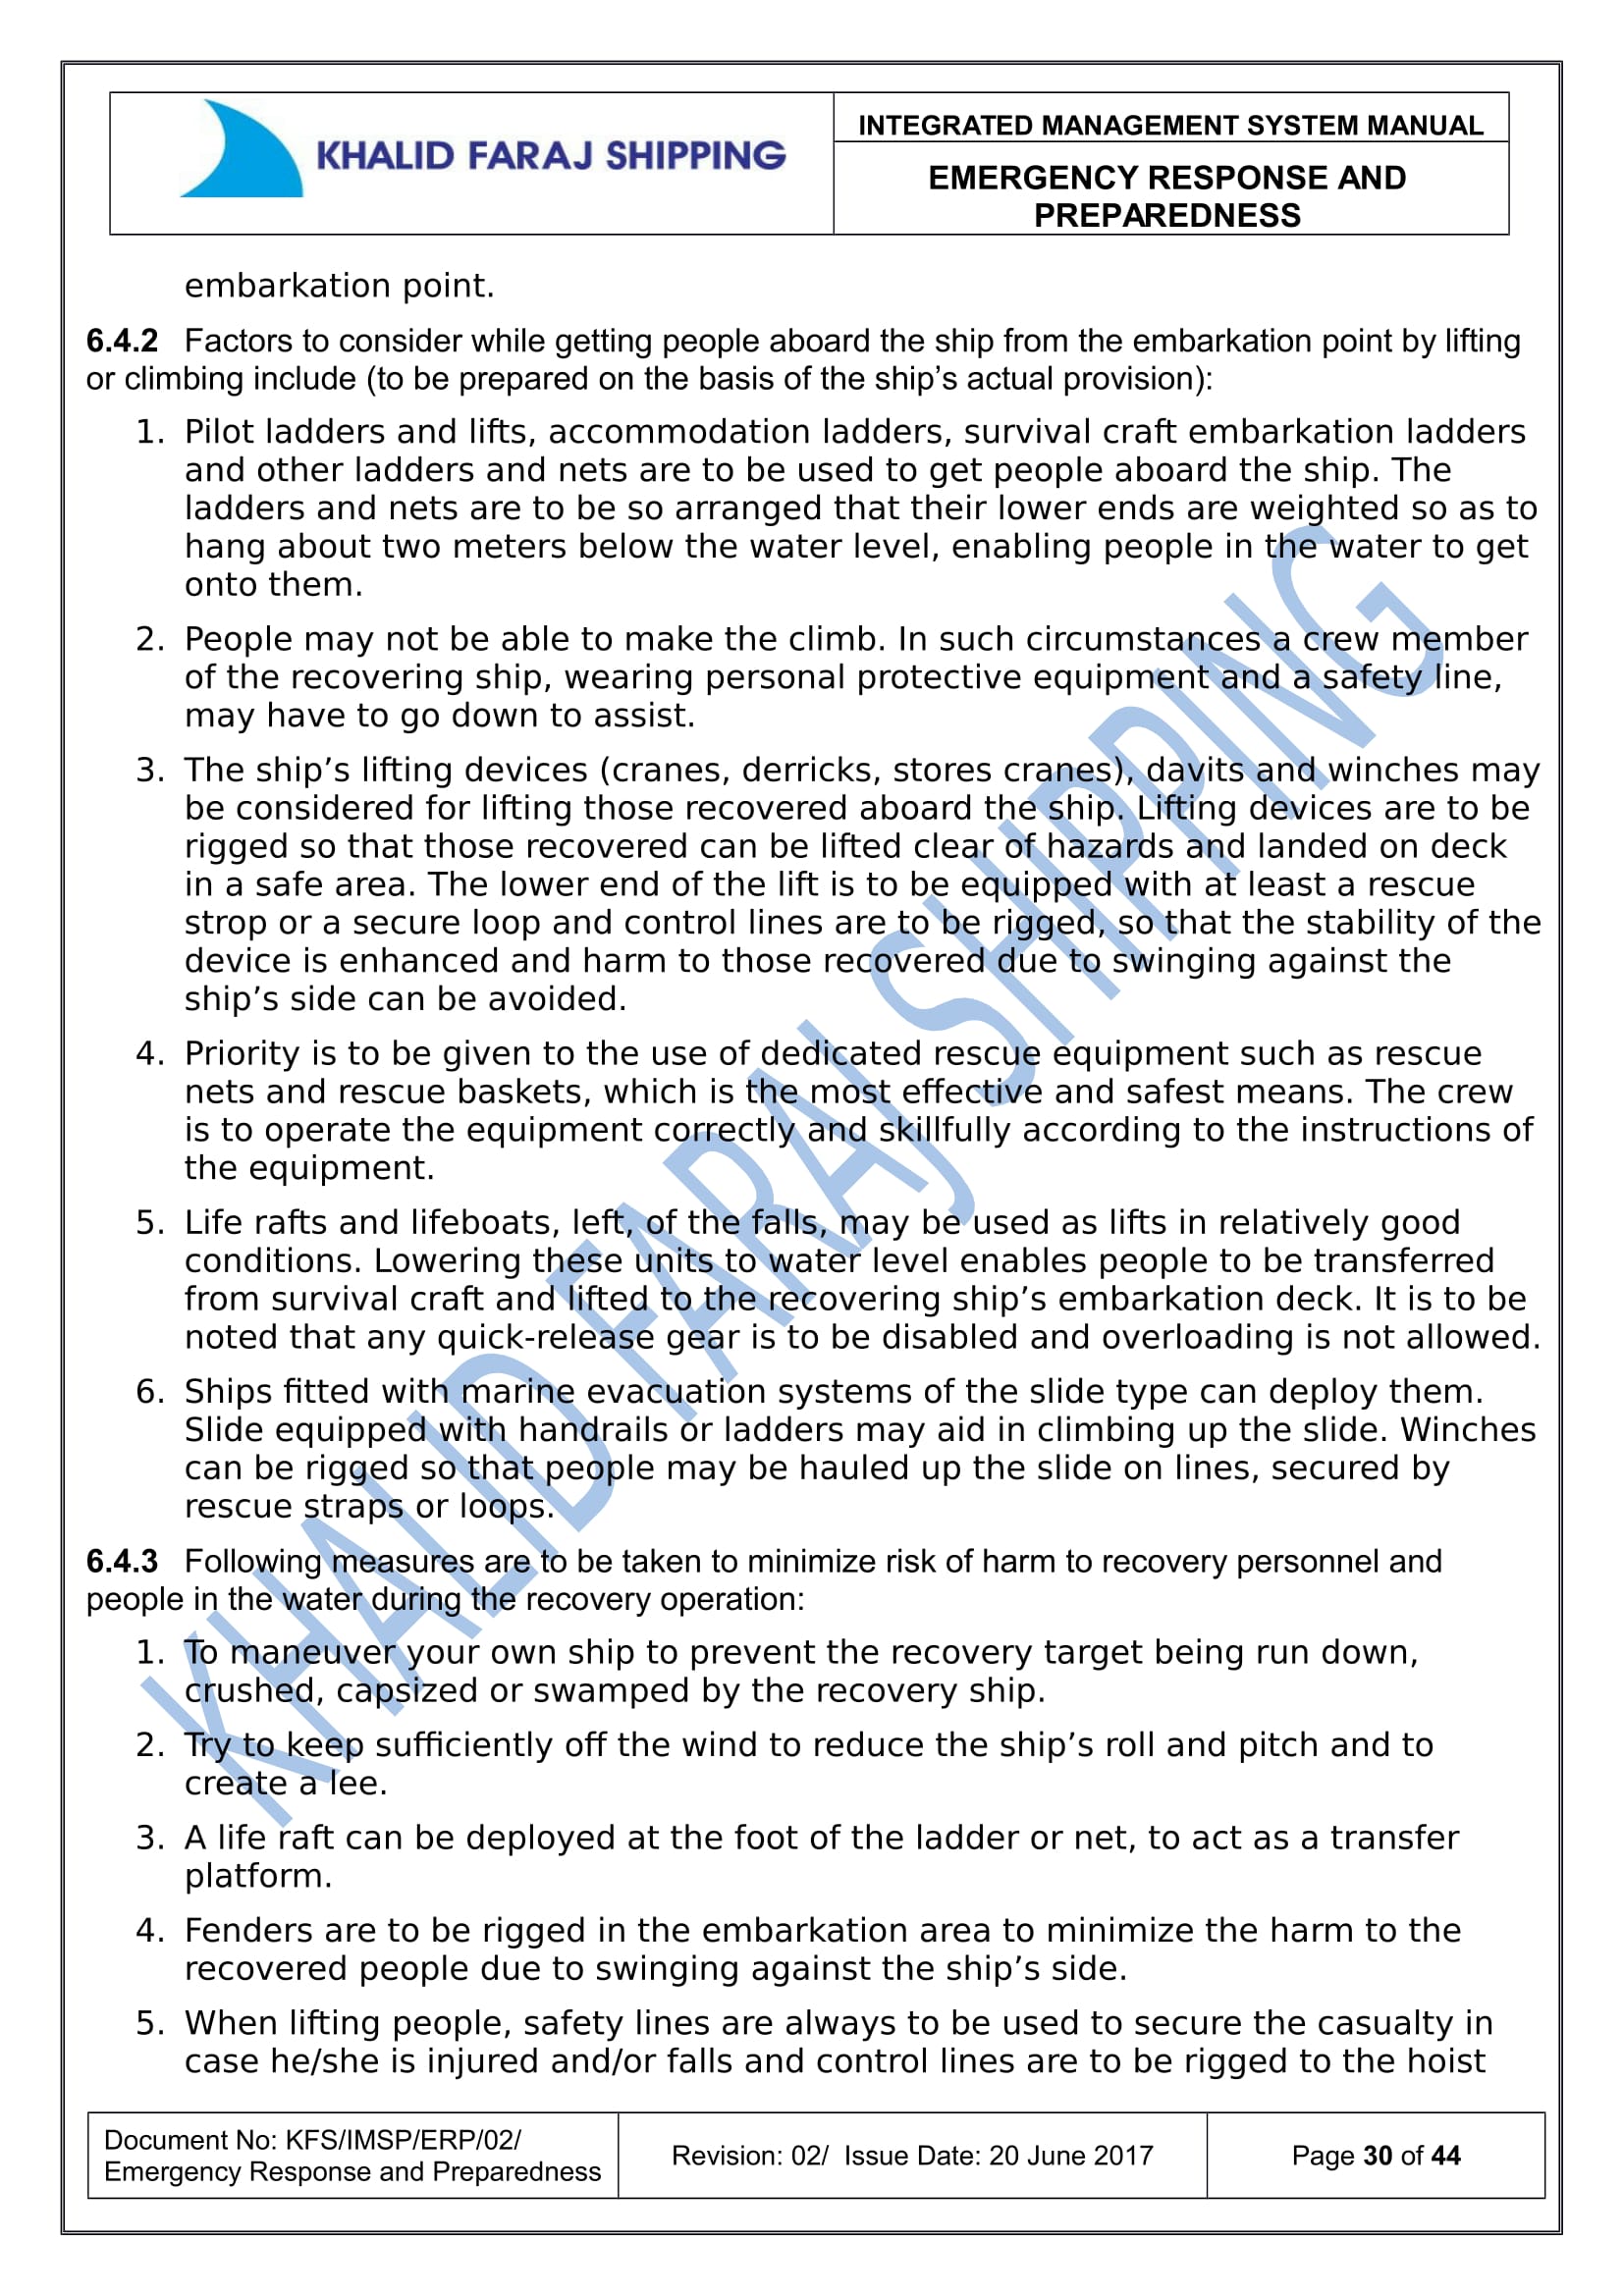 KHALID FARAJ SHIPPING
INTEGRATED MANAGEMENT SYSTEM MANUAL
EMERGENCY RESPONSE AND
PREPAREDNESS
embarkation point.
6.4.2 Factors to consider while getting people aboard the ship from the embarkation point by lifting
or climbing include (to be prepared on the basis of the ship’s actual provision):
1. Pilot ladders and lifts, accommodation ladders, survival craft embarkation ladders
and other ladders and nets are to be used to get people aboard the ship. The
ladders and nets are to be so arranged that their lower ends are weighted so as to
hang about two meters below the water level, enabling people in the water to get
onto them.
2. People may not be able to make the climb. In such circumstances a crew member
of the recovering ship, wearing personal protective equipment and a safety line,
may have to go down to assist.
3. The ship’s lifting devices (cranes, derricks, stores cranes), davits and winches may
be considered for lifting those recovered aboard the ship. Lifting devices are to be
rigged so that those recovered can be lifted clear of hazards and landed on deck
in a safe area. The lower end of the lift is to be equipped with at least a rescue
strop or a secure loop and control lines are to be rigged, so that the stability of the
device is enhanced and harm to those recovered due to swinging against the
ship’s side can be avoided.
4. Priority is to be given to the use of dedicated rescue equipment such as rescue
nets and rescue baskets, which is the most effective and safest means. The crew
is to operate the equipment correctly and skillfully according to the instructions of
the equipment.
5. Life rafts and lifeboats, left, of the falls, may be used as lifts in relatively good
conditions. Lowering these units to water level enables people to be transferred
from survival craft and lifted to the recovering ship’s embarkation deck. It is to be
noted that any quick-release gear is to be disabled and overloading is not allowed.
6. Ships fitted with marine evacuation systems of the slide type can deploy them.
Slide equipped with handrails or ladders may aid in climbing up the slide. Winches
can be rigged so that people may be hauled up the slide on lines, secured by
rescue straps or loops.
6.4.3 Following measures are to be taken to minimize risk of harm to recovery personnel and
people in the water during the recovery operation:
1. To maneuver your own ship to prevent the recovery target being run down,
crushed, capsized or swamped by the recovery ship.
2. Try to keep sufficiently off the wind to reduce the ship’s roll and pitch and to
create a lee.
3. A life raft can be deployed at the foot of the ladder or net, to act as a transfer
platform.
4. Fenders are to be rigged in the embarkation area to minimize the harm to the
recovered people due to swinging against the ship’s side.
5. When lifting people, safety lines are always to be used to secure the casualty in
case he/she is injured and/or falls and control lines are to be rigged to the hoist
KHALID FARAJ SHIPPING
Document No: KFS/IMSP/ERP/02/
Emergency Response and Preparedness
Revision: 02/ Issue Date: 20 June 2017
Page 30 of 44